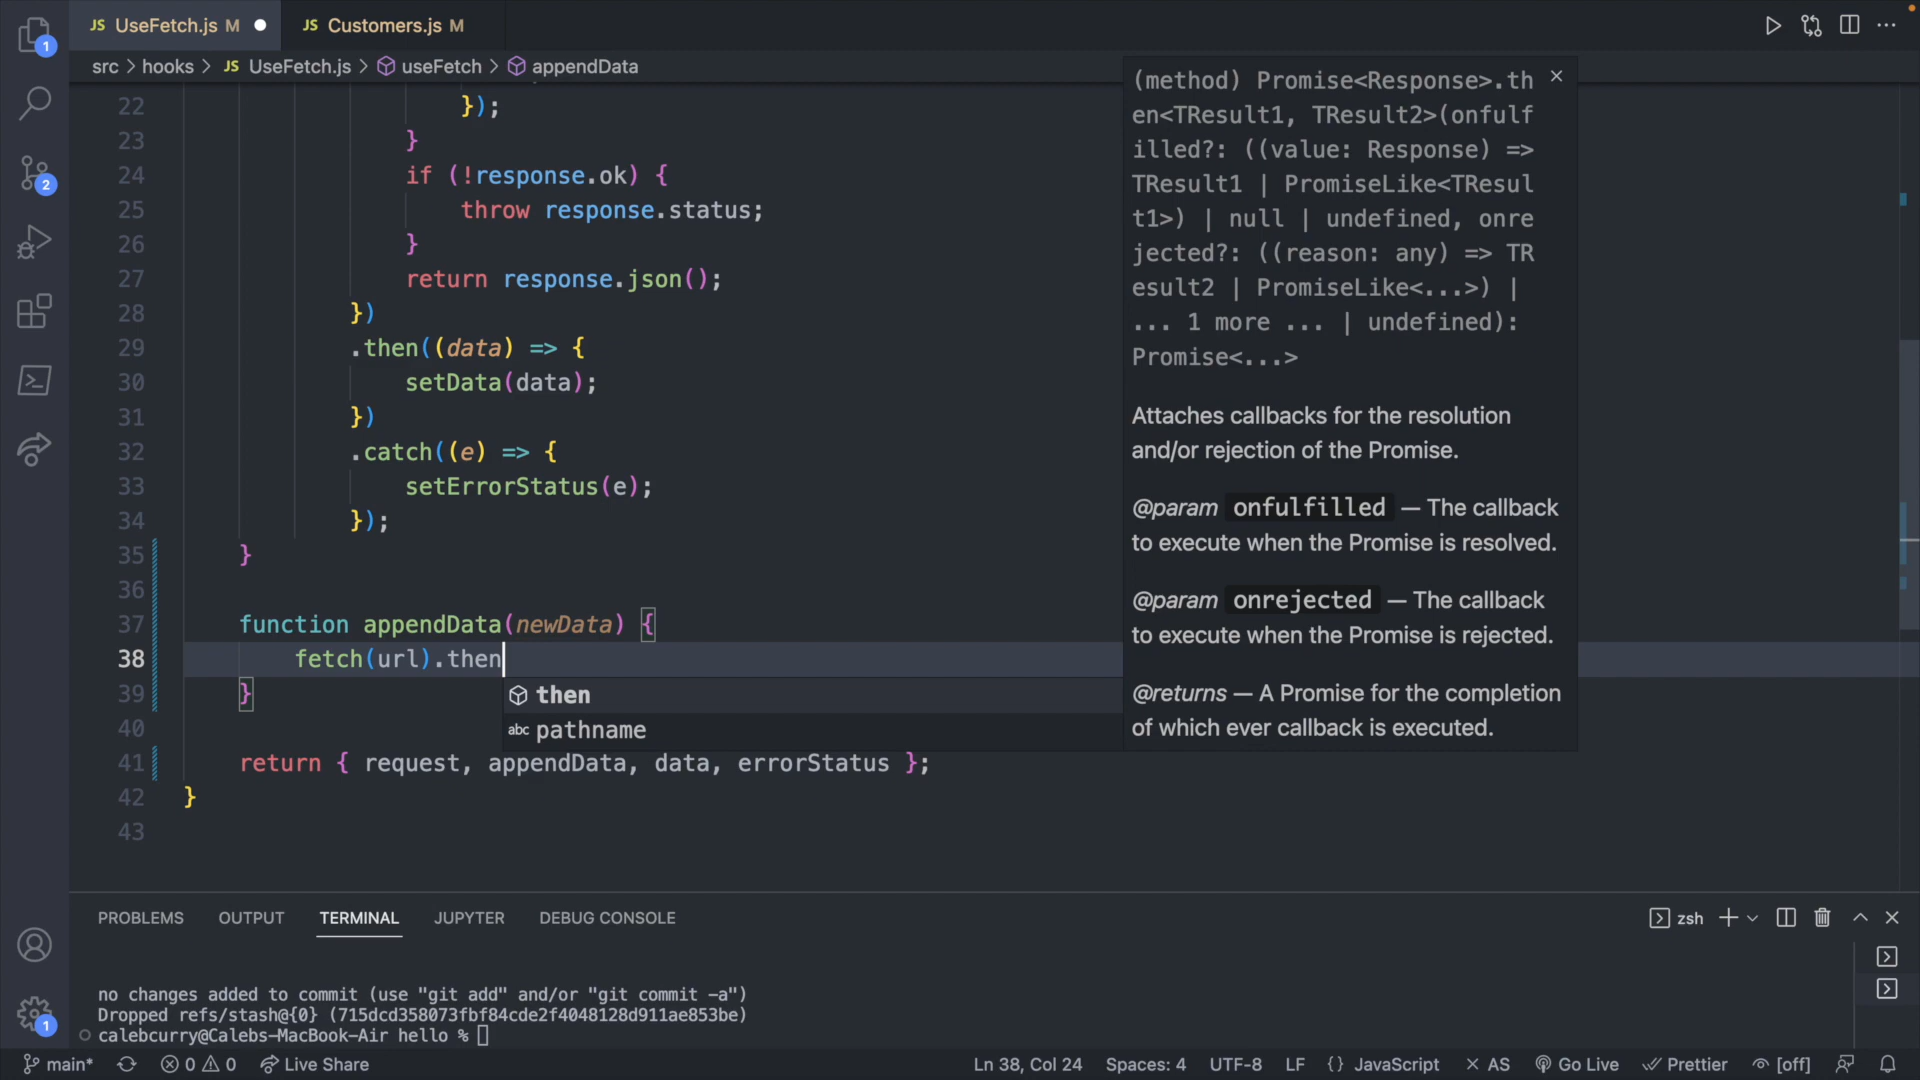 JS UseFetch.js M
JS Customers.js M
src > hooks > JS UseFetch.js > useFetch > appendData
22 });
23 }
24 if (!response.ok) {
25 throw response.status;
26 }
27 return response.json();
28 })
29 .then((data) => {
30 setData(data);
31 })
32 .catch((e) => {
33 setErrorStatus(e);
34 });
35 }
36
37 function appendData(newData) {
38 fetch(url).then
39 }
40
41 return { request, appendData, data, errorStatus };
42 }
43
then
abc pathname
(method) Promise<Response>.th
en<TResult1, TResult2>(onfulf
illed?: ((value: Response) =>
TResult1 | PromiseLike<TResul
t1>) | null | undefined, onre
jected?: ((reason: any) => TR
esult2 | PromiseLike<...>) |
... 1 more ... | undefined):
Promise<...>
Attaches callbacks for the resolution
and/or rejection of the Promise.
@param onfulfilled — The callback
to execute when the Promise is resolved.
@param onrejected — The callback
to execute when the Promise is rejected.
@returns — A Promise for the completion
of which ever callback is executed.
1
2
1
PROBLEMS OUTPUT TERMINAL JUPYTER DEBUG CONSOLE
zsh
no changes added to commit (use "git add" and/or "git commit -a")
Dropped refs/stash@{0} (715dcd358073fbf84cde2f4048128d911ae853be)
calebcurry@Calebs-MacBook-Air hello %
main* 0 0 Live Share Ln 38, Col 24 Spaces: 4 UTF-8 LF {} JavaScript AS Go Live Prettier [off]